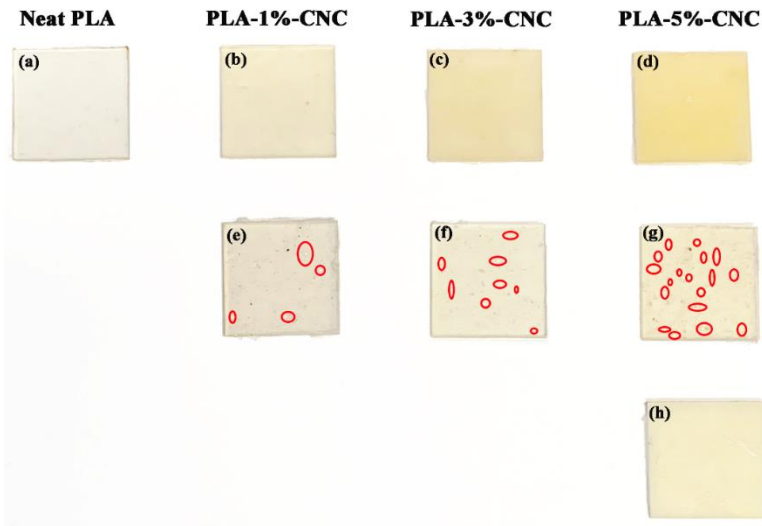 Neat PLA PLA-1%-CNC PLA-3%-CNC PLA-5%-CNC
(a) (b) (c) (d)
(e) (f) (g)
(h)